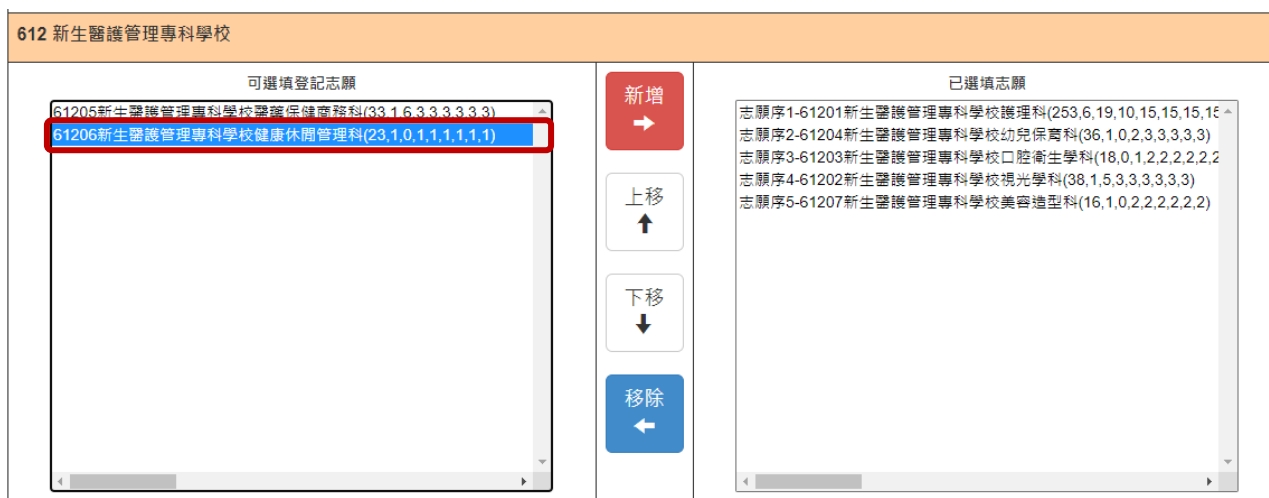 612 新生醫護管理專科學校
可選填登記志願
61205新生醫護管理專科學校醫護保健商務科(33,1,6,3,3,3,3,3,3)
61206新生醫護管理專科學校健康休閒管理科(23,1,0,1,1,1,1,1,1)
新增
上移
下移
移除
已選填志願
志願序1-61201新生醫護管理專科學校護理科(253,6,19,10,15,15,15,15
志願序2-61204新生醫護管理專科學校幼兒保育科(36,1,0,2,3,3,3,3,3)
志願序3-61203新生醫護管理專科學校口腔衛生學科(18,0,1,2,2,2,2,2,2
志願序4-61202新生醫護管理專科學校視光學科(38,1,5,3,3,3,3,3,3)
志願序5-61207新生醫護管理專科學校美容造型科(16,1,0,2,2,2,2,2,2)